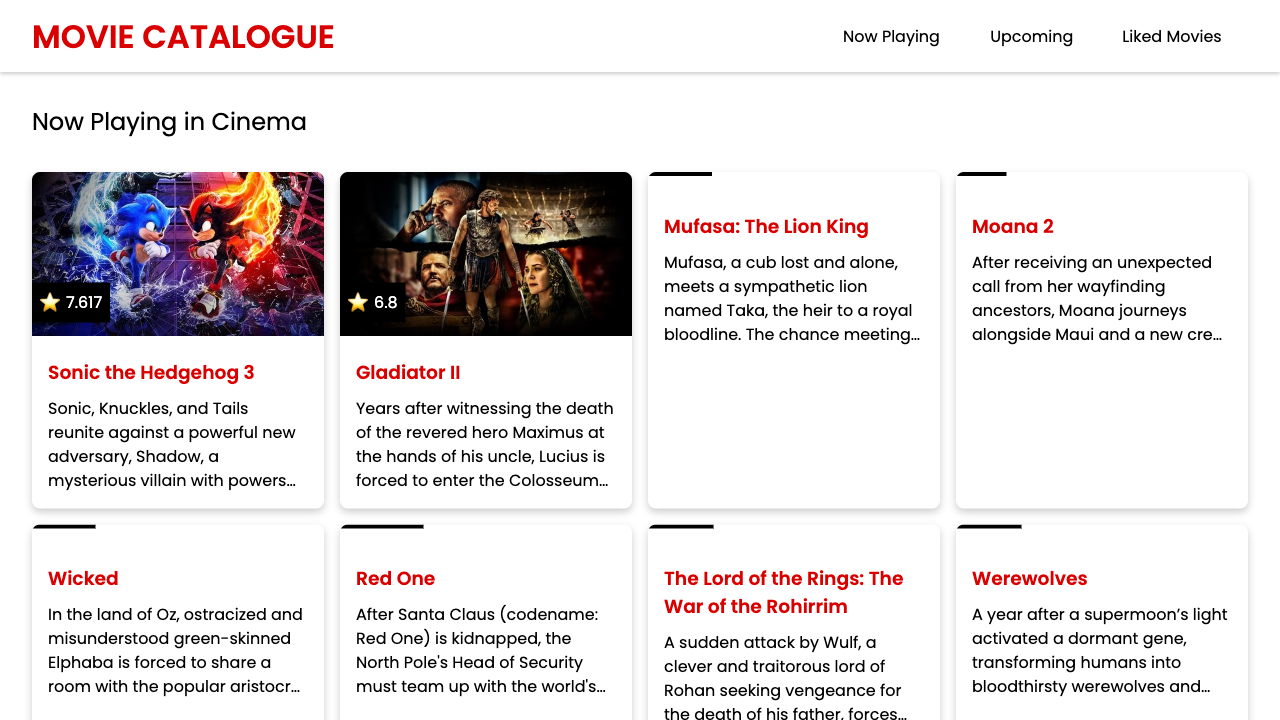 MOVIE CATALOGUE
Now Playing
Upcoming
Liked Movies
Now Playing in Cinema
⭐ 7.617
Sonic the Hedgehog 3
Sonic, Knuckles, and Tails
reunite against a powerful new
adversary, Shadow, a
mysterious villain with powers…
⭐ 6.8
Gladiator II
Years after witnessing the death
of the revered hero Maximus at
the hands of his uncle, Lucius is
forced to enter the Colosseum…
Mufasa: The Lion King
Mufasa, a cub lost and alone,
meets a sympathetic lion
named Taka, the heir to a royal
bloodline. The chance meeting…
Moana 2
After receiving an unexpected
call from her wayfinding
ancestors, Moana journeys
alongside Maui and a new cre…
Wicked
In the land of Oz, ostracized and
misunderstood green-skinned
Elphaba is forced to share a
room with the popular aristocr…
Red One
After Santa Claus (codename:
Red One) is kidnapped, the
North Pole's Head of Security
must team up with the world's…
The Lord of the Rings: The
War of the Rohirrim
A sudden attack by Wulf, a
clever and traitorous lord of
Rohan seeking vengeance for
the death of his father, forces…
Werewolves
A year after a supermoon’s light
activated a dormant gene,
transforming humans into
bloodthirsty werewolves and…